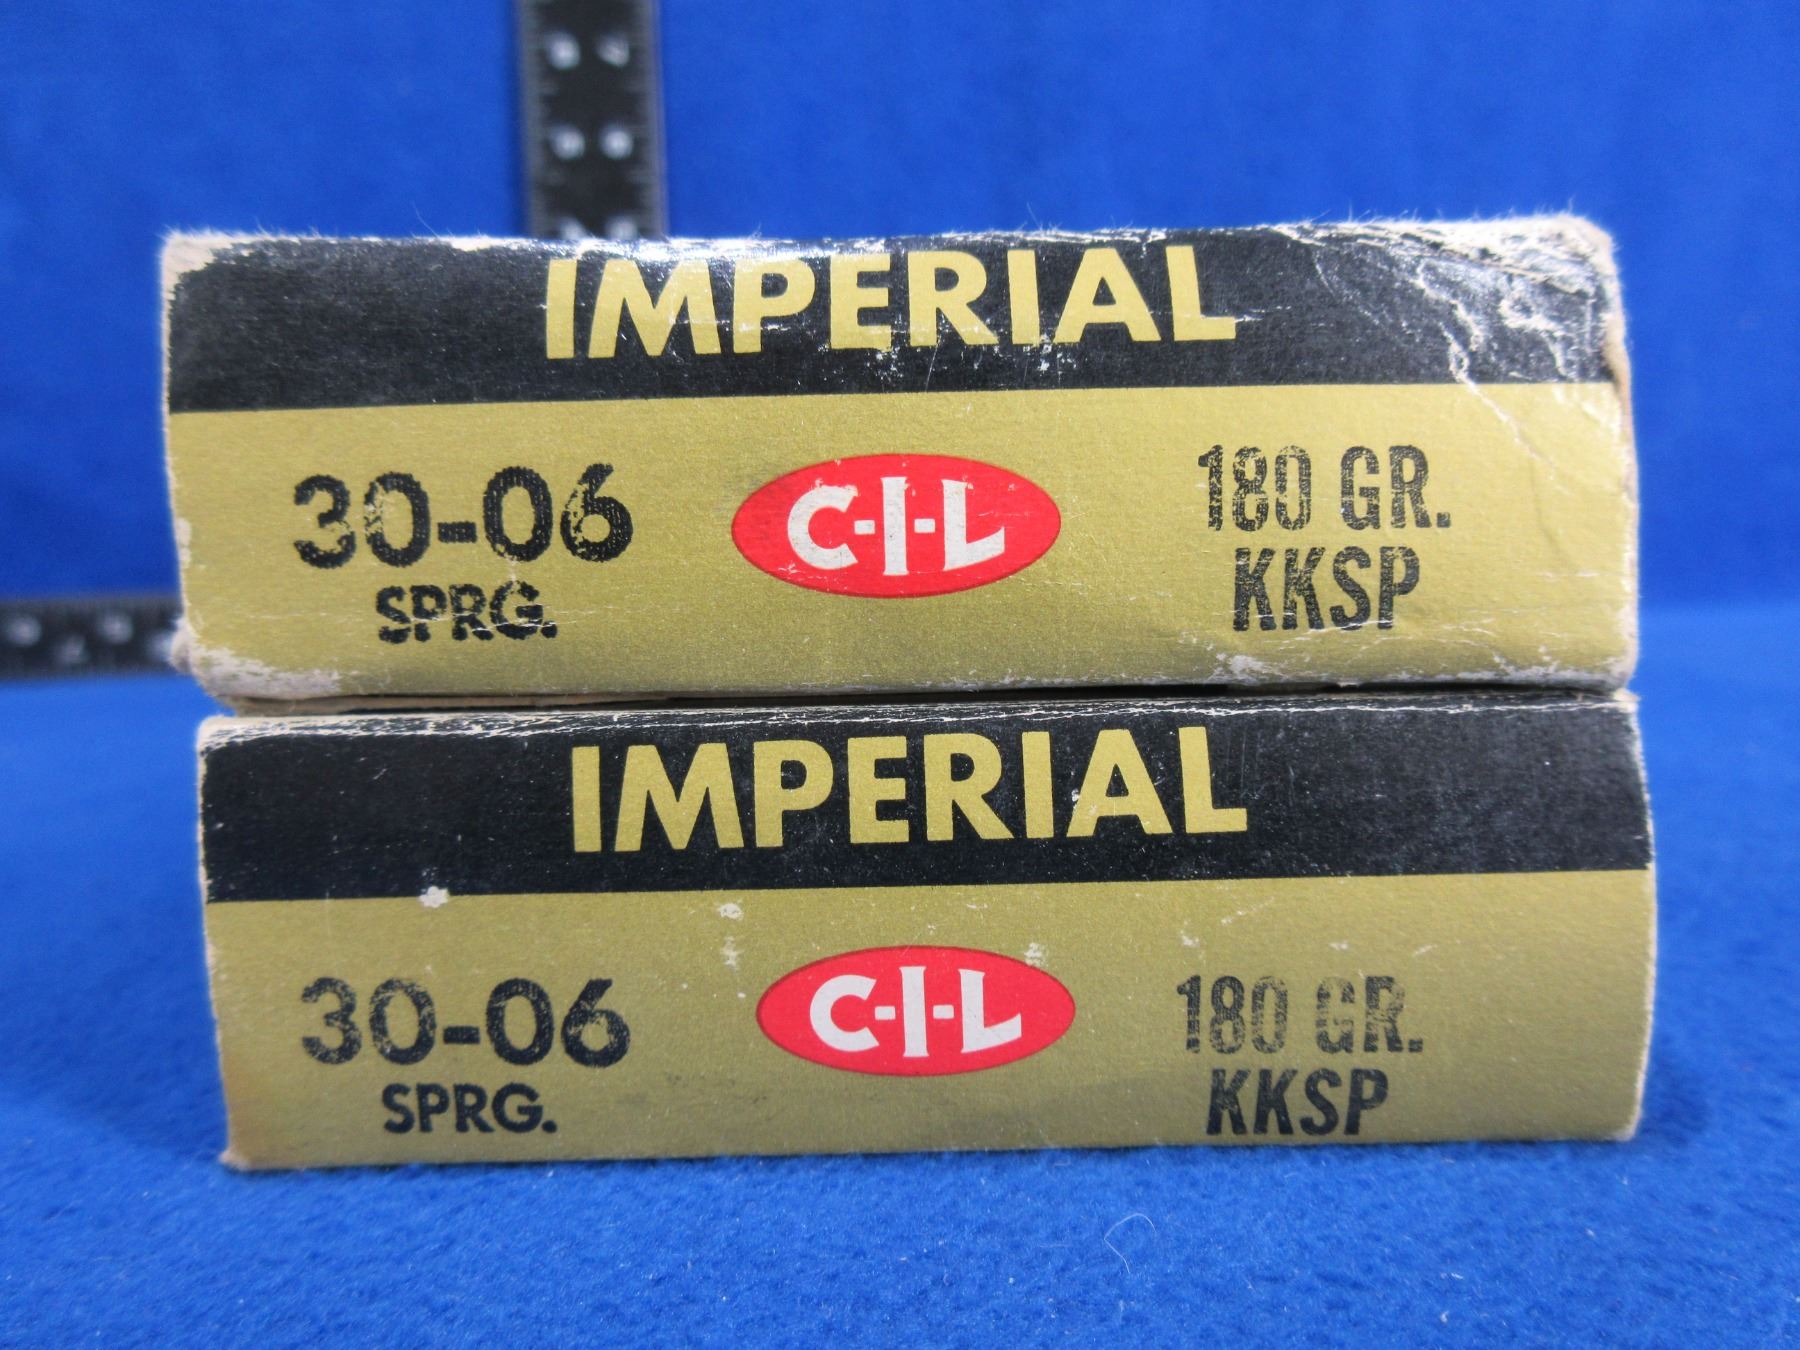 IMPERIAL
30-06
SPRG.
C-I-L
180 GR.
KKSP
IMPERIAL
30-06
SPRG.
C-I-L
180 GR.
KKSP